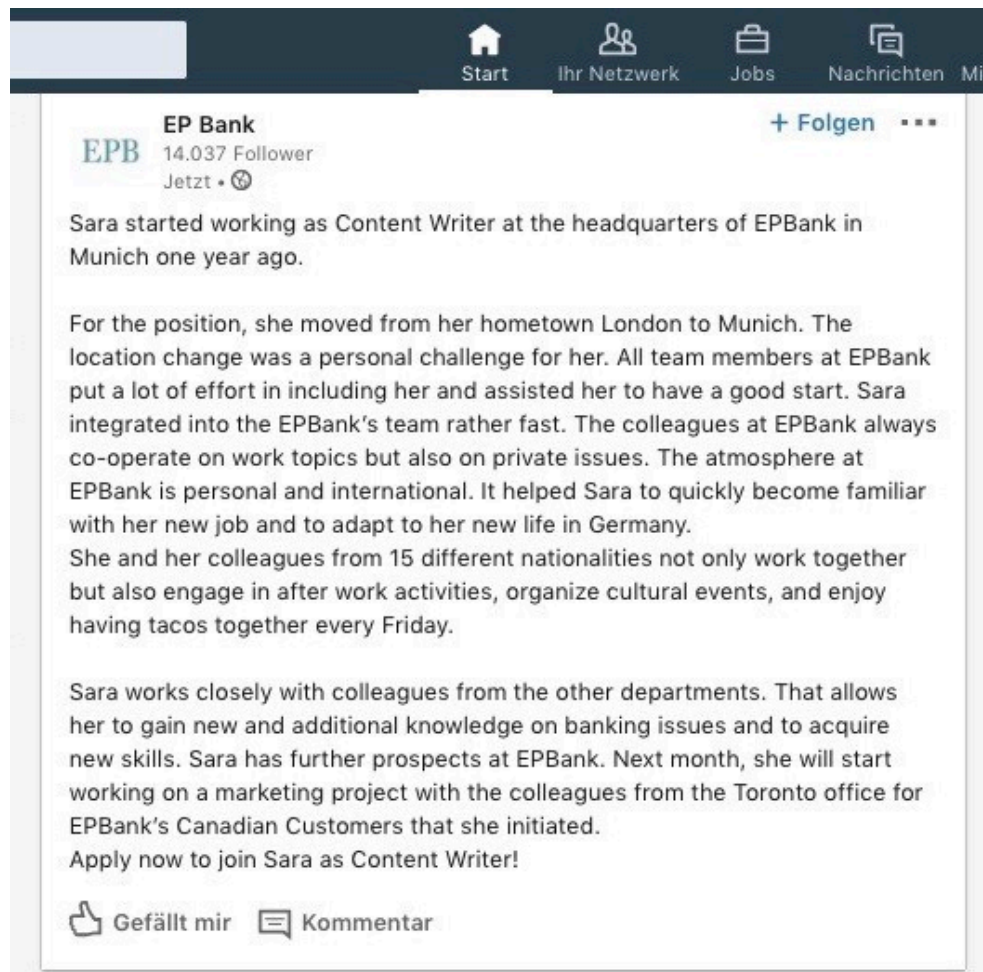 Start Ihr Netzwerk Jobs Nachrichten Mi
EP Bank
+ Folgen
EPB
14.037 Follower
Jetzt •
Sara started working as Content Writer at the headquarters of EPBank in
Munich one year ago.
For the position, she moved from her hometown London to Munich. The
location change was a personal challenge for her. All team members at EPBank
put a lot of effort in including her and assisted her to have a good start. Sara
integrated into the EPBank’s team rather fast. The colleagues at EPBank always
co-operate on work topics but also on private issues. The atmosphere at
EPBank is personal and international. It helped Sara to quickly become familiar
with her new job and to adapt to her new life in Germany.
She and her colleagues from 15 different nationalities not only work together
but also engage in after work activities, organize cultural events, and enjoy
having tacos together every Friday.
Sara works closely with colleagues from the other departments. That allows
her to gain new and additional knowledge on banking issues and to acquire
new skills. Sara has further prospects at EPBank. Next month, she will start
working on a marketing project with the colleagues from the Toronto office for
EPBank’s Canadian Customers that she initiated.
Apply now to join Sara as Content Writer!
Gefällt mir Kommentar